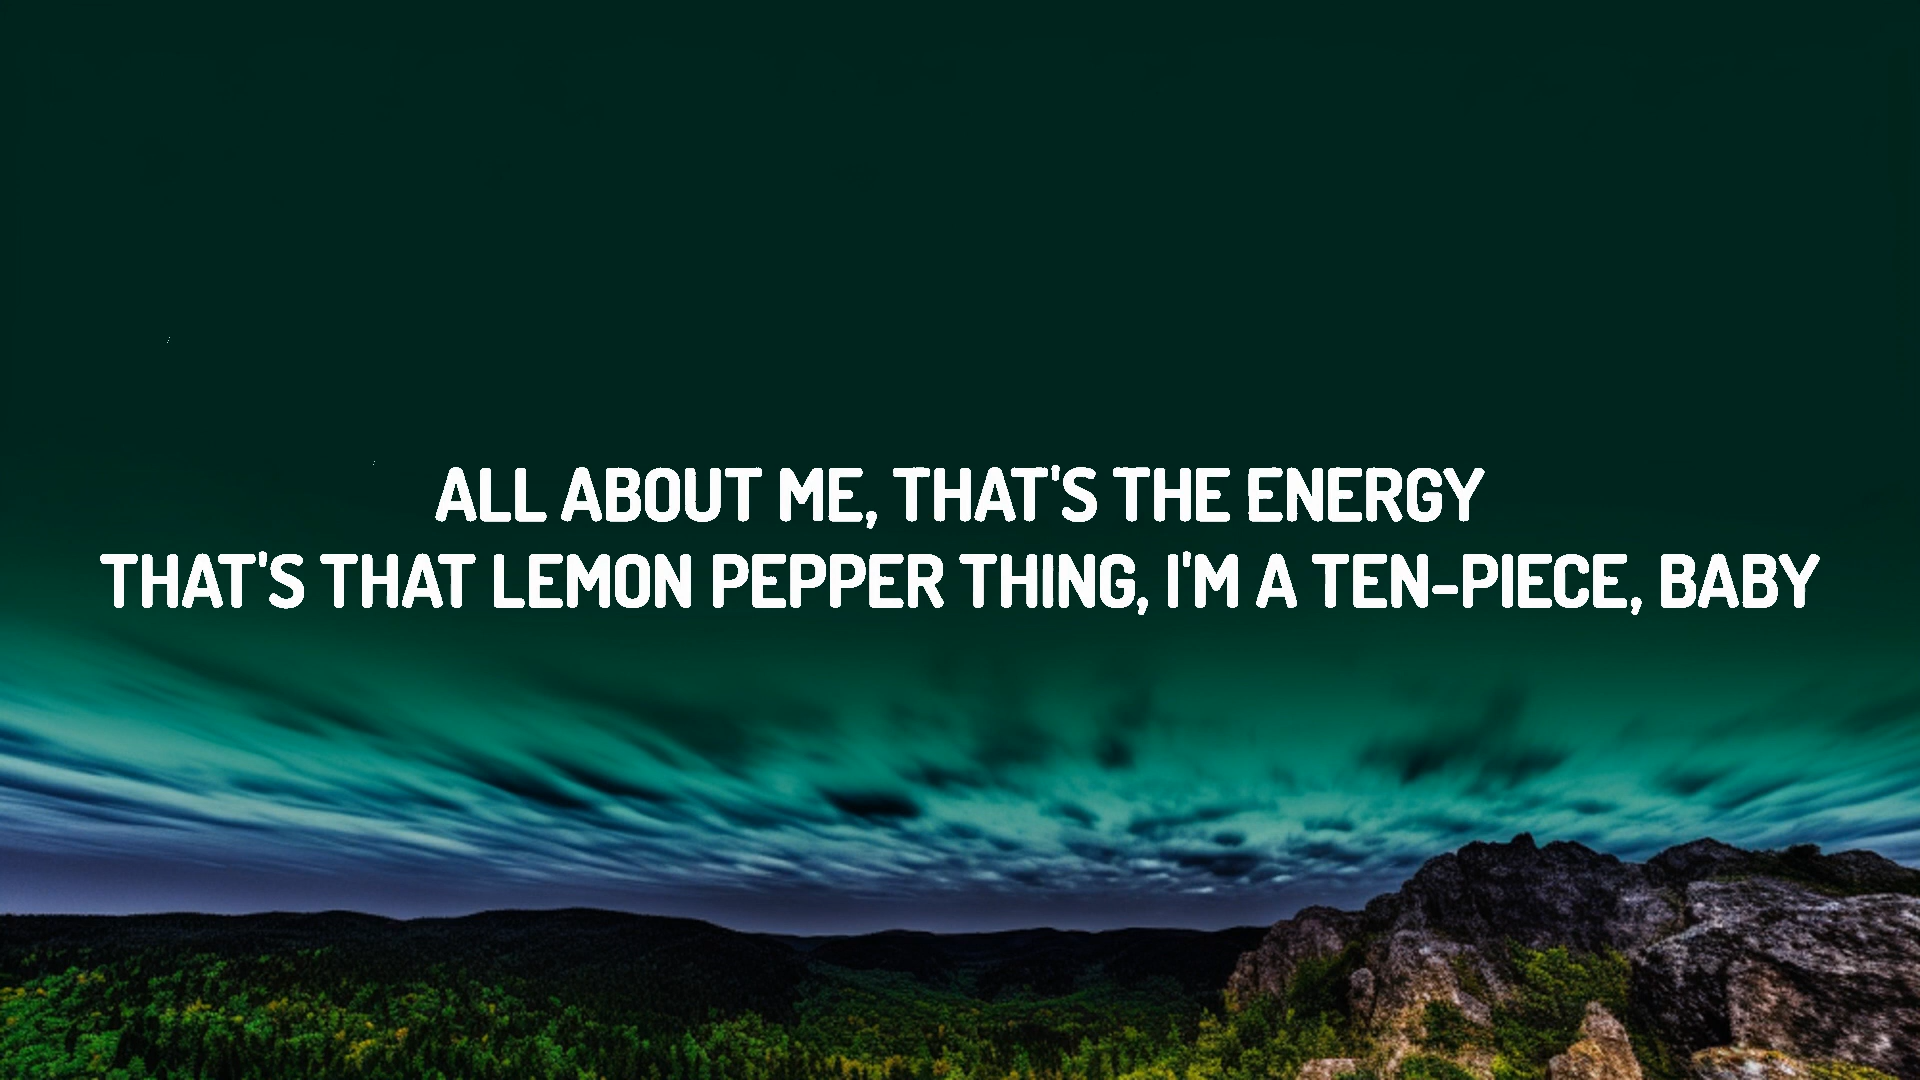 ALL ABOUT ME, THAT'S THE ENERGY
THAT'S THAT LEMON PEPPER THING, I'M A TEN-PIECE, BABY